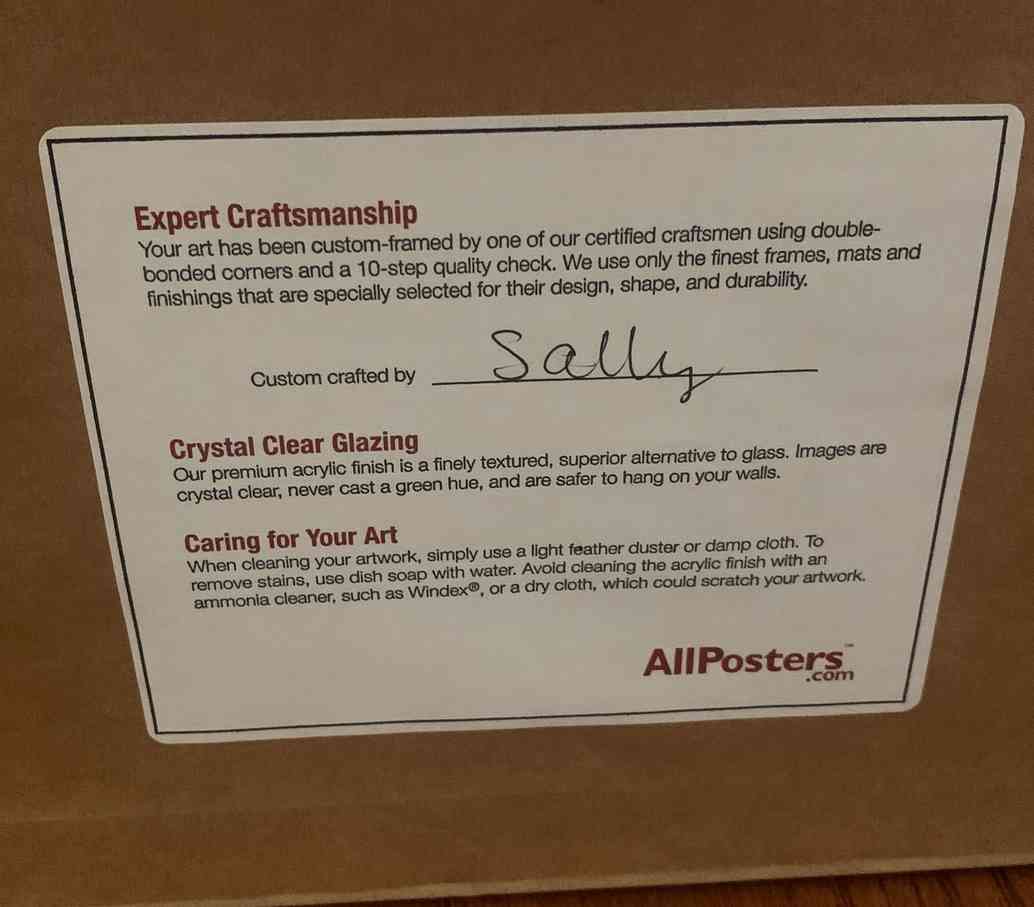 Expert Craftsmanship
Your art has been custom-framed by one of our certified craftsmen using double-
bonded corners and a 10-step quality check. We use only the finest frames, mats and
finishings that are specially selected for their design, shape, and durability.
Custom crafted by Sally
Crystal Clear Glazing
Our premium acrylic finish is a finely textured, superior alternative to glass. Images are
crystal clear, never cast a green hue, and are safer to hang on your walls.
Caring for Your Art
When cleaning your artwork, simply use a light feather duster or damp cloth. To
remove stains, use dish soap with water. Avoid cleaning the acrylic finish with an
ammonia cleaner, such as Windex®, or a dry cloth, which could scratch your artwork.
AllPosters™
.com